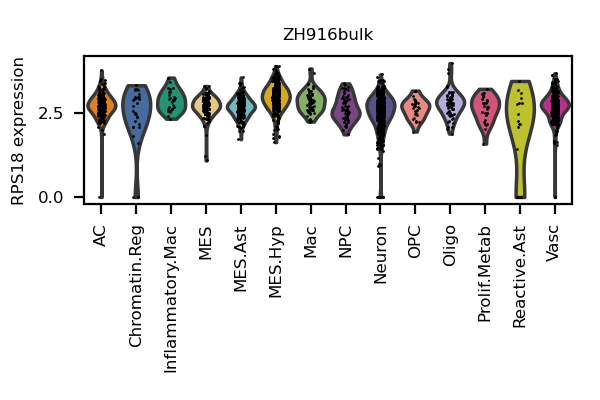 ZH916bulk
RPS18 expression
2.5
0.0
AC
Chromatin.Reg
Inflammatory.Mac
MES
MES.Ast
MES.Hyp
Mac
NPC
Neuron
OPC
Oligo
Prolif.Metab
Reactive.Ast
Vasc